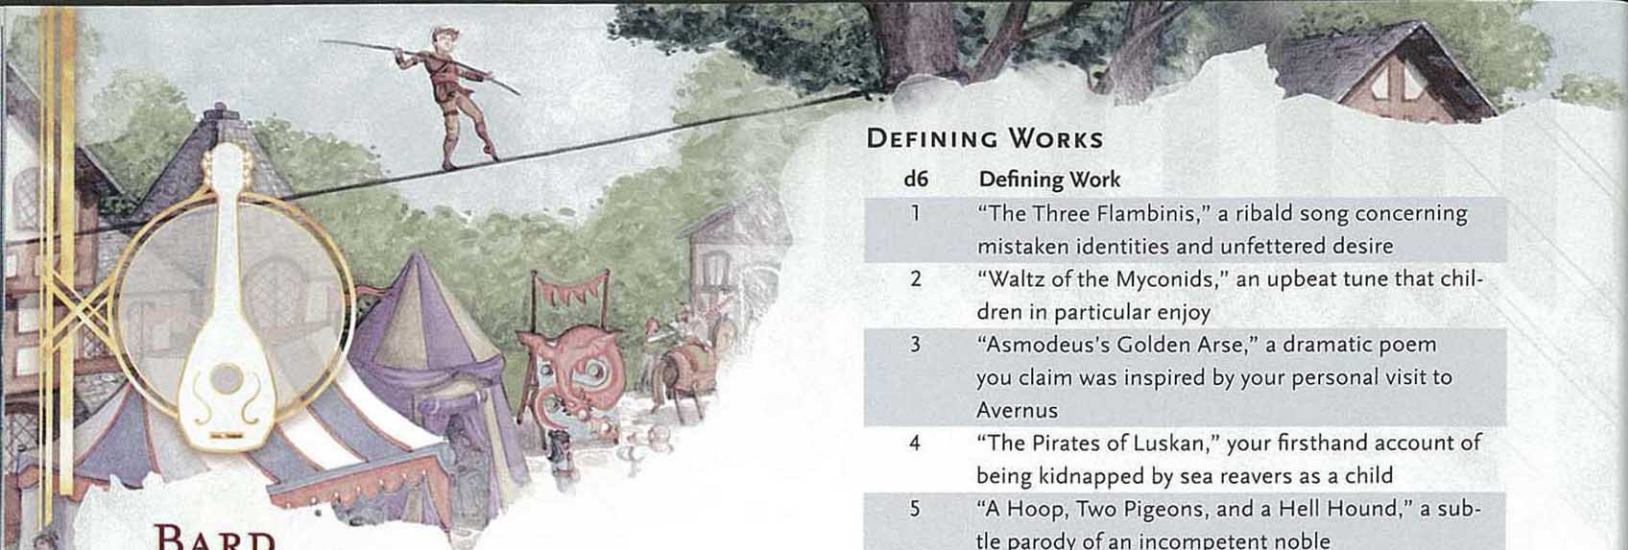 BARD
DEFINING WORKS
d6 Defining Work
1 “The Three Flambinis,” a ribald song concerning
mistaken identities and unfettered desire
2 “Waltz of the Myconids,” an upbeat tune that chil-
dren in particular enjoy
3 “Asmodeus’s Golden Arse,” a dramatic poem
you claim was inspired by your personal visit to
Avernus
4 “The Pirates of Luskan,” your firsthand account of
being kidnapped by sea reavers as a child
5 “A Hoop, Two Pigeons, and a Hell Hound,” a sub-
tle parody of an incompetent noble